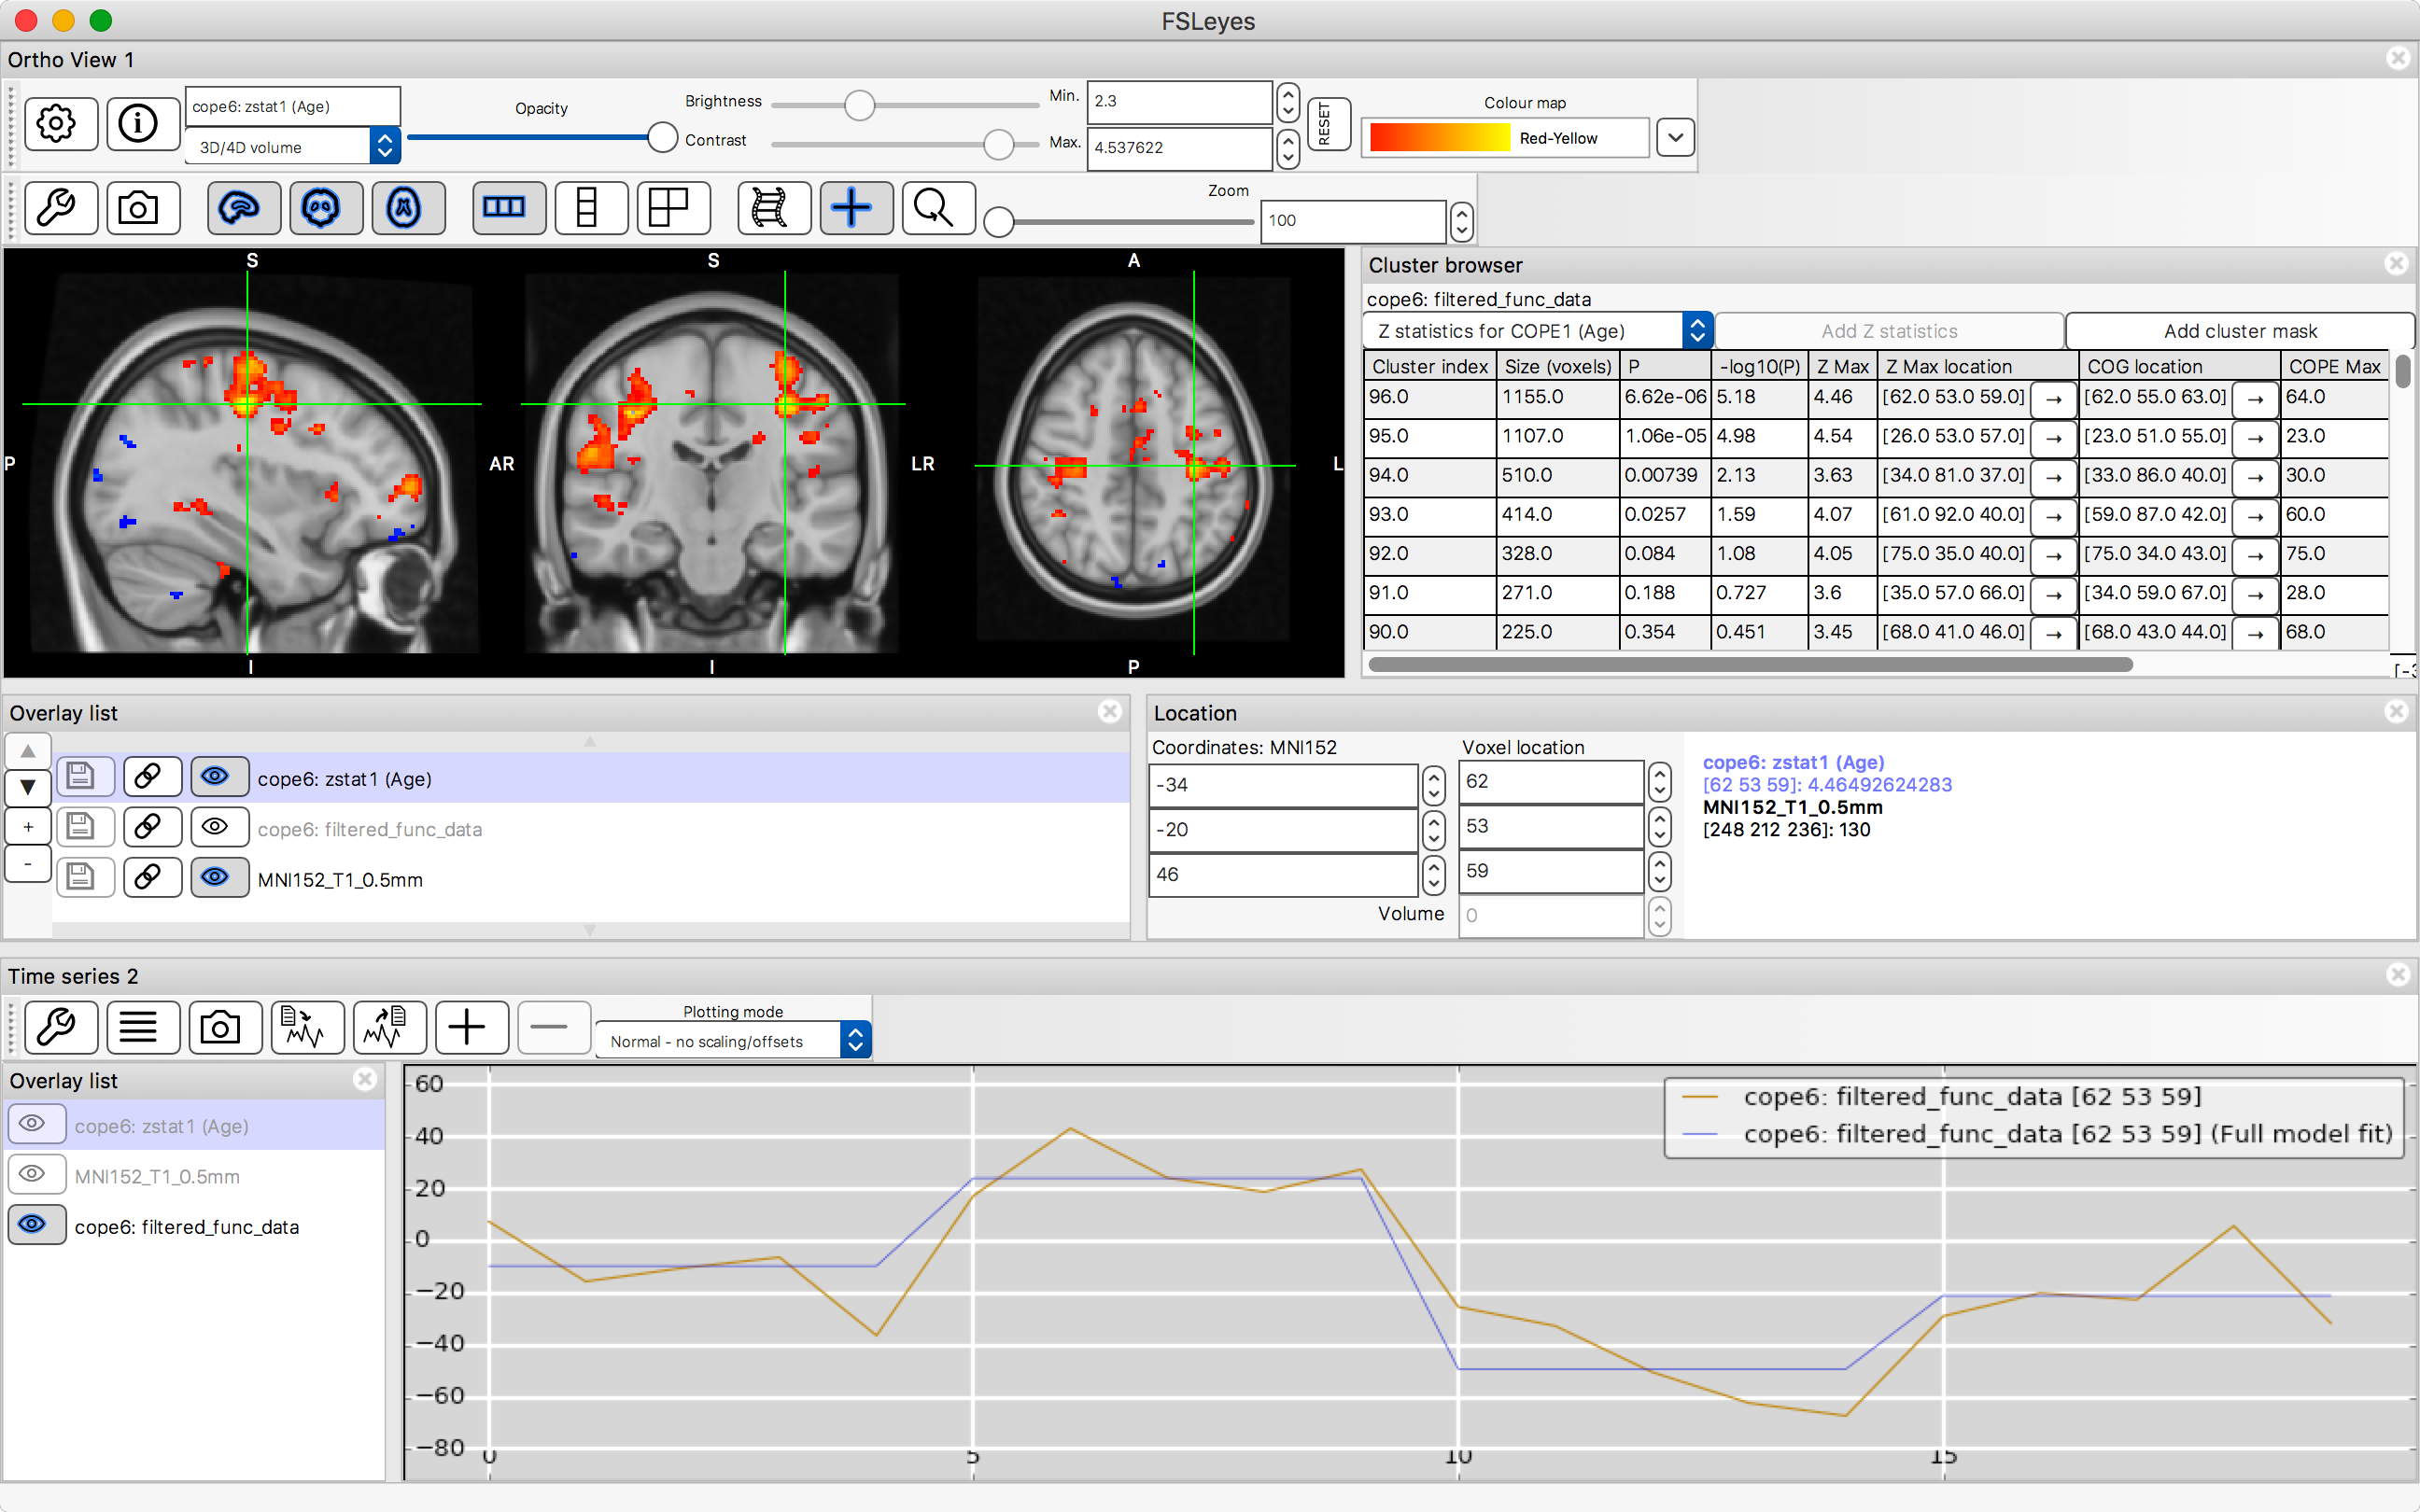 FSLeyes
Ortho View 1
cope6: zstat1 (Age)
3D/4D volume
Opacity
Brightness
Contrast
Min.
2.3
Max.
4.537622
RESET
Colour map
Red-Yellow
Zoom
100
S
S
A
P
AR
LR
L
I
I
P
Cluster browser
cope6: filtered_func_data
Z statistics for COPE1 (Age) Add Z statistics Add cluster mask
Cluster index Size (voxels) P -log10(P) Z Max Z Max location COG location COPE Max
96.0 1155.0 6.62e-06 5.18 4.46 [62.0 53.0 59.0] → [62.0 55.0 63.0] → 64.0
95.0 1107.0 1.06e-05 4.98 4.54 [26.0 53.0 57.0] → [23.0 51.0 55.0] → 23.0
94.0 510.0 0.00739 2.13 3.63 [34.0 81.0 37.0] → [33.0 86.0 40.0] → 30.0
93.0 414.0 0.0257 1.59 4.07 [61.0 92.0 40.0] → [59.0 87.0 42.0] → 60.0
92.0 328.0 0.084 1.08 4.05 [75.0 35.0 40.0] → [75.0 34.0 43.0] → 75.0
91.0 271.0 0.188 0.727 3.6 [35.0 57.0 66.0] → [34.0 59.0 67.0] → 28.0
90.0 225.0 0.354 0.451 3.45 [68.0 41.0 46.0] → [68.0 43.0 44.0] → 68.0
Overlay list
cope6: zstat1 (Age)
cope6: filtered_func_data
MNI152_T1_0.5mm
+
-
Location
Coordinates: MNI152
-34
-20
46
Voxel location
62
53
59
Volume 0
cope6: zstat1 (Age)
[62 53 59]: 4.46492624283
MNI152_T1_0.5mm
[248 212 236]: 130
Time series 2
Plotting mode
Normal - no scaling/offsets
Overlay list
cope6: zstat1 (Age)
MNI152_T1_0.5mm
cope6: filtered_func_data
60
40
20
0
−20
−40
−60
−80
0 5 10 15
cope6: filtered_func_data [62 53 59]
cope6: filtered_func_data [62 53 59] (Full model fit)